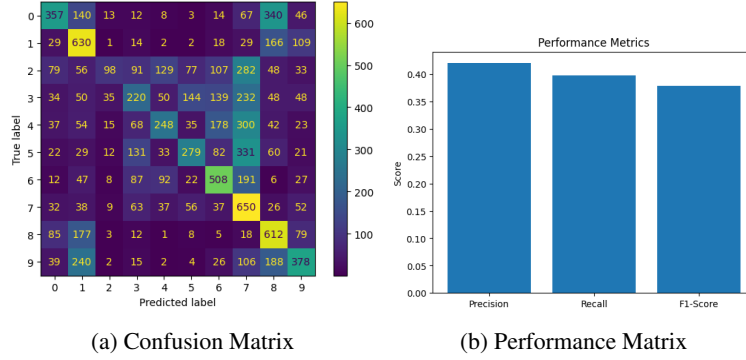 0 357 140 13 12 8 3 14 67 340 46
1 29 630 1 14 2 2 18 29 166 109
2 79 56 98 91 129 77 107 282 48 33
3 34 50 35 220 50 144 139 232 48 48
4 37 54 15 68 248 35 178 300 42 23
5 22 29 12 131 33 279 82 331 60 21
6 12 47 8 87 92 22 508 191 6 27
7 32 38 9 63 37 56 37 650 26 52
8 85 177 3 12 1 8 5 18 612 79
9 39 240 2 15 2 4 26 106 188 378
0 1 2 3 4 5 6 7 8 9
True label
Predicted label
600
500
400
300
200
100
Performance Metrics
0.40
0.35
0.30
0.25
0.20
0.15
0.10
0.05
0.00
Score
Precision Recall F1-Score
(a) Confusion Matrix
(b) Performance Matrix